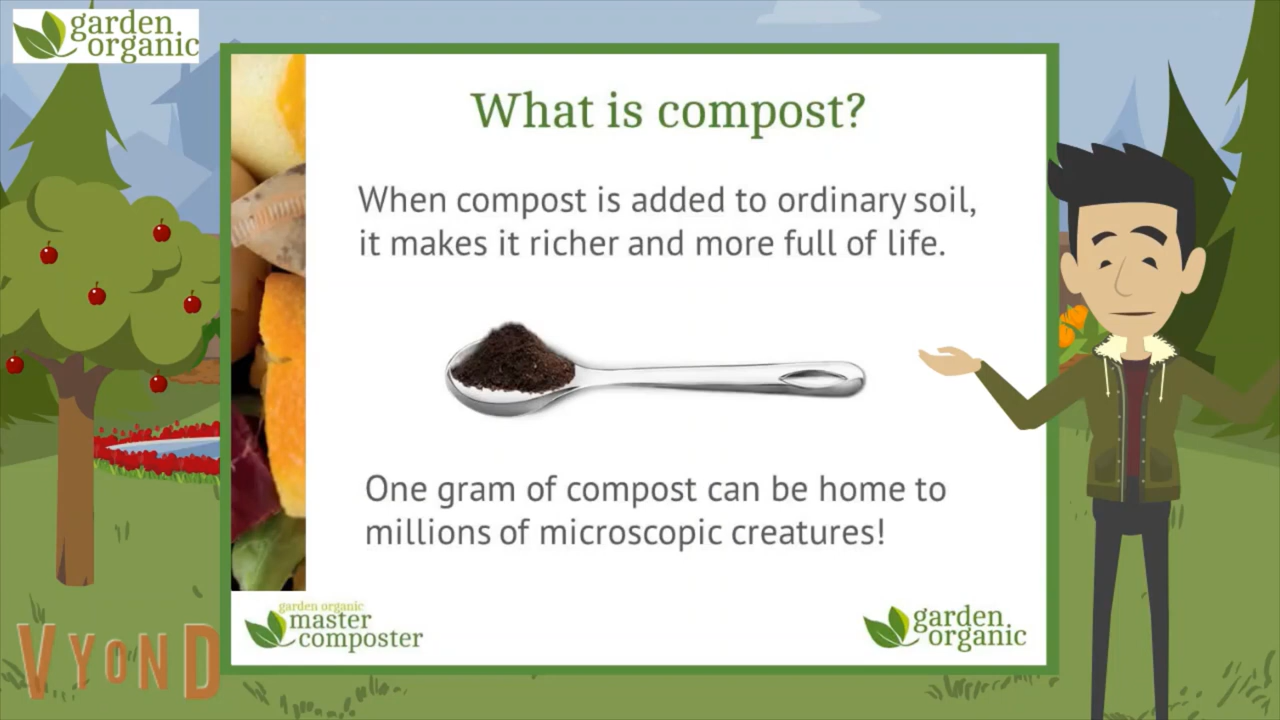 garden
organic
What is compost?
When compost is added to ordinary soil,
it makes it richer and more full of life.
One gram of compost can be home to
millions of microscopic creatures!
garden organic
master
composter
garden
organic
VYOND